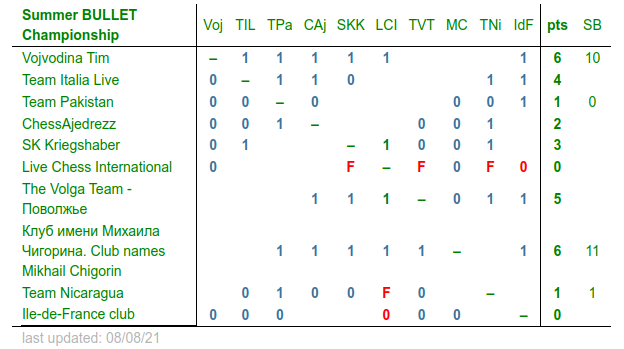 Summer BULLET
Championship Voj TIL TPa CAj SKK LCI TVT MC TNi IdF pts SB
Vojvodina Tim – 1 1 1 1 1 1 6 10
Team Italia Live 0 – 1 1 0 1 1 4
Team Pakistan 0 0 – 0 0 0 1 1 0
ChessAjedrezz 0 0 1 – 0 0 1 2
SK Kriegshaber 0 1 – 1 0 0 1 3
Live Chess International 0 F – F 0 F 0 0
The Volga Team -
Поволжье 1 1 1 – 0 1 1 5
Клуб имени Михаила
Чигорина. Club names 1 1 1 1 1 – 1 6 11
Mikhail Chigorin
Team Nicaragua 0 1 0 0 F 0 – 1 1
Ile-de-France club 0 0 0 0 0 0 – 0
last updated: 08/08/21